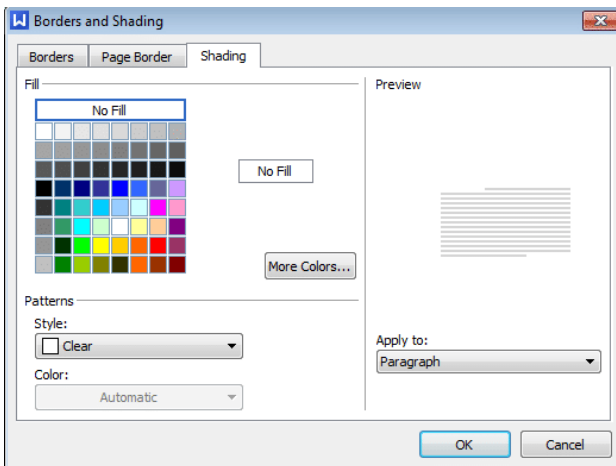 Borders and Shading
Borders
Page Border
Shading
Fill
No Fill
No Fill
More Colors...
Patterns
Style:
Clear
Color:
Automatic
Preview
Apply to:
Paragraph
OK
Cancel